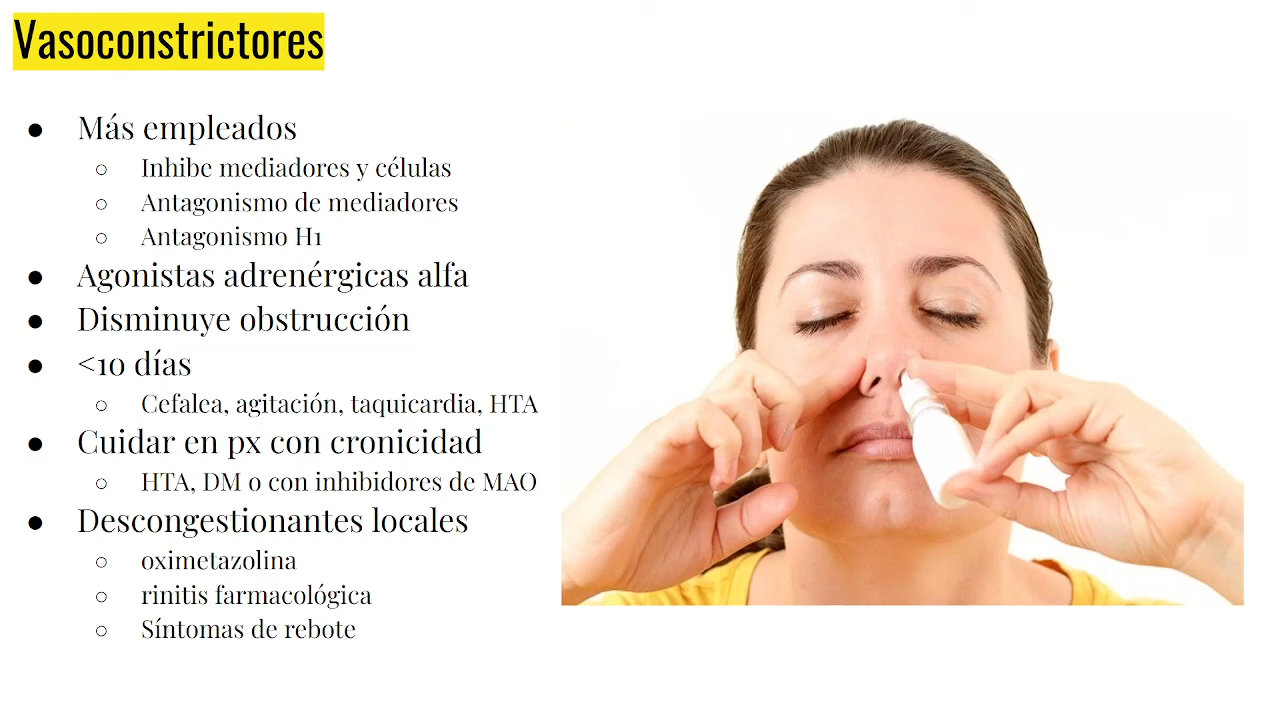 Vasoconstrictores
● Más empleados
○ Inhibe mediadores y células
○ Antagonismo de mediadores
○ Antagonismo H1
● Agonistas adrenérgicas alfa
● Disminuye obstrucción
● <10 días
○ Cefalea, agitación, taquicardia, HTA
● Cuidar en px con cronicidad
○ HTA, DM o con inhibidores de MAO
● Descongestionantes locales
○ oximetazolina
○ rinitis farmacológica
○ Síntomas de rebote